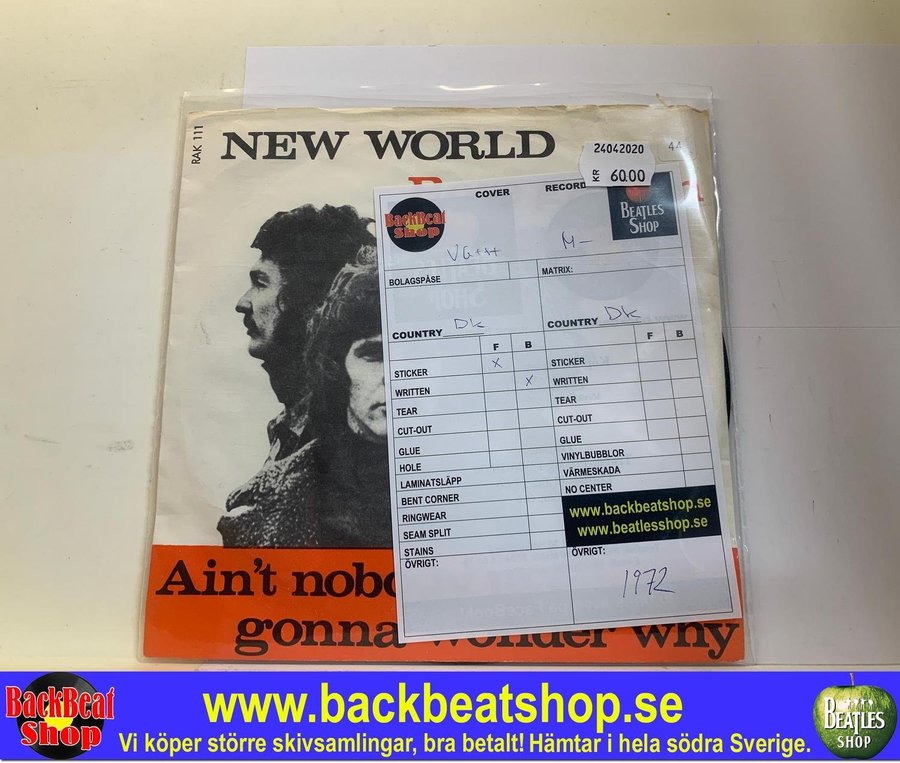 RAK 111
NEW WORLD
44
24042020
KR 60.00
COVER
RECORD
BackBeat
Shop
BEATLES
SHOP
VG+++
M-
BOLAGSPÅSE
MATRIX:
COUNTRY DK
COUNTRY DK
F B
F B
STICKER X
STICKER
WRITTEN X
WRITTEN
TEAR
TEAR
CUT-OUT
CUT-OUT
GLUE
GLUE
HOLE
VINYLBUBBLOR
LAMINATSLÄPP
VÄRMESKADA
BENT CORNER
NO CENTER
RINGWEAR
SEAM SPLIT
STAINS
www.backbeatshop.se
www.beatlesshop.se
ÖVRIGT:
ÖVRIGT:
1972
Ain't nobo
gonna wonder why
BackBeat
Shop
www.backbeatshop.se
Vi köper större skivsamlingar, bra betalt! Hämtar i hela södra Sverige.
BEATLES
SHOP